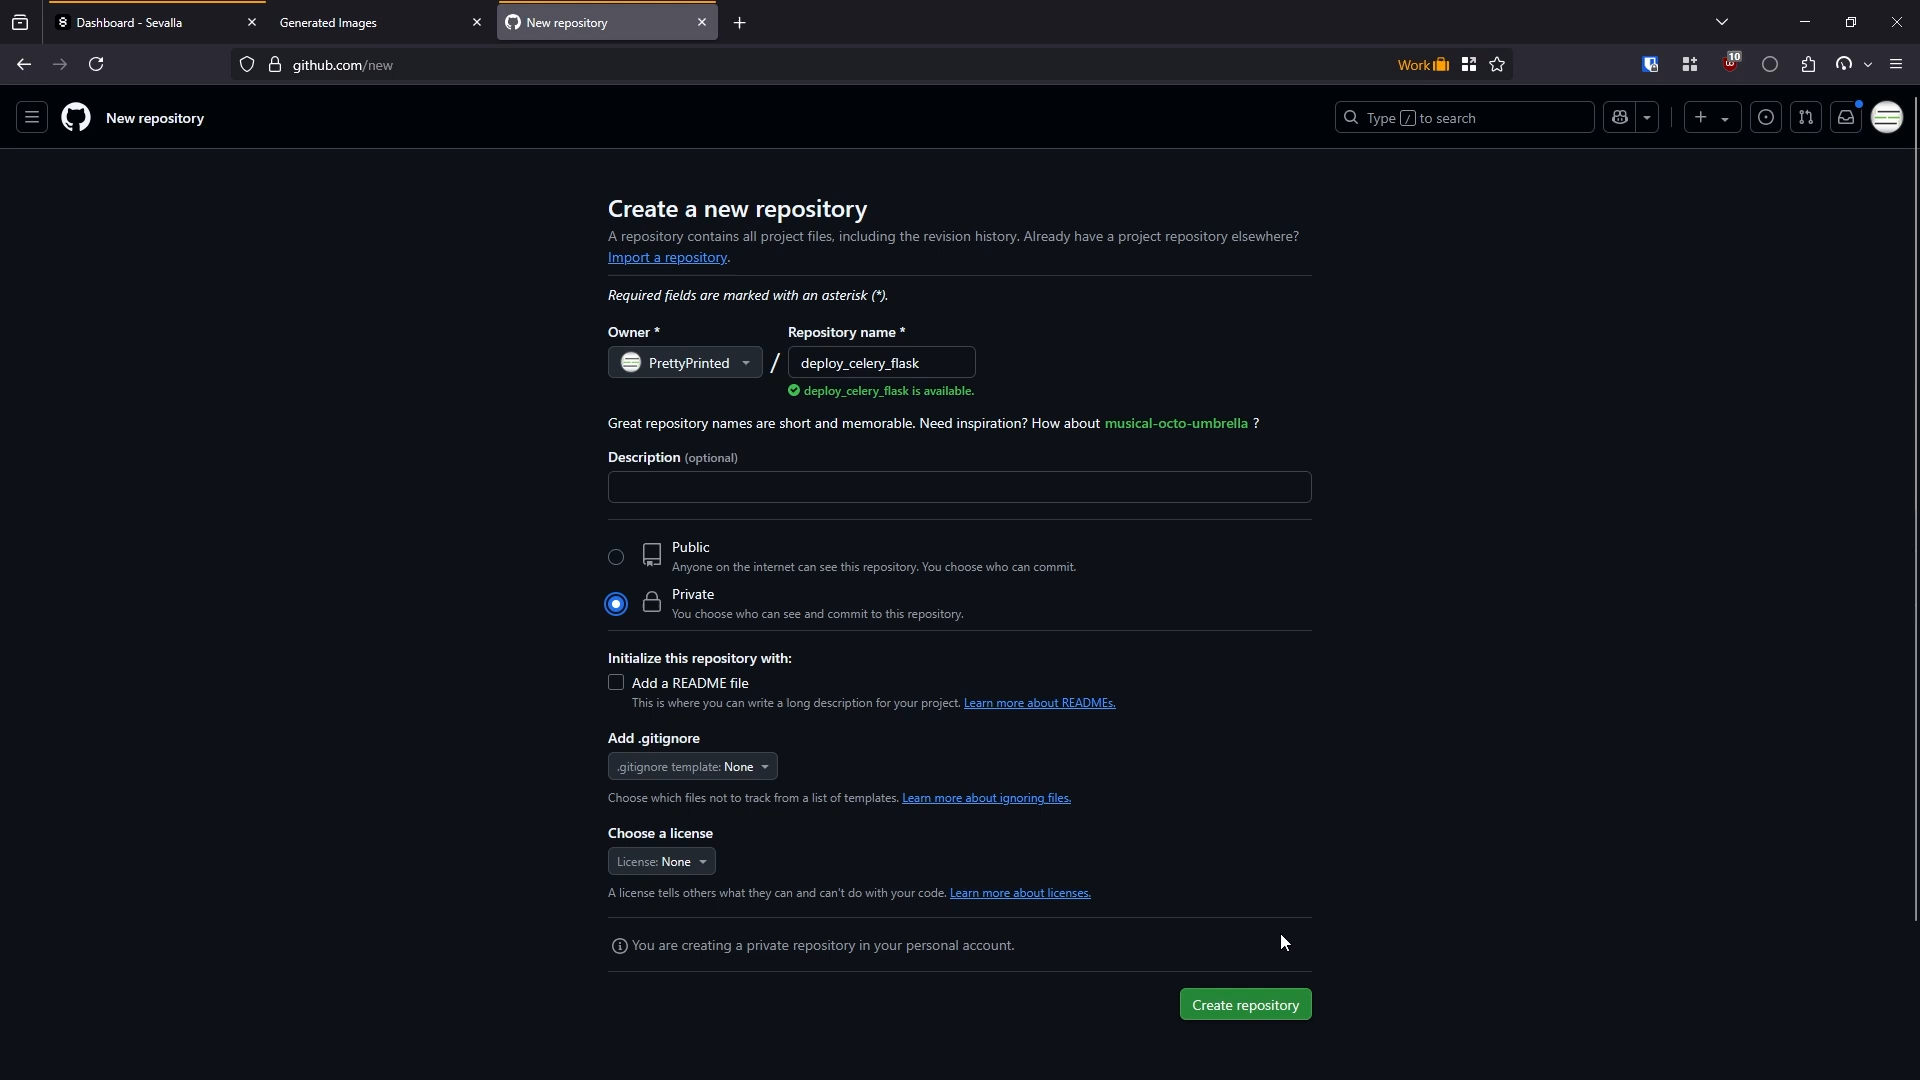 Dashboard - Sevalla
Generated Images
New repository
github.com/new
Work
10
New repository
Type / to search
Create a new repository
A repository contains all project files, including the revision history. Already have a project repository elsewhere?
Import a repository.
Required fields are marked with an asterisk (*).
Owner * Repository name *
PrettyPrinted / deploy_celery_flask
deploy_celery_flask is available.
Great repository names are short and memorable. Need inspiration? How about musical-octo-umbrella ?
Description (optional)
Public
Anyone on the internet can see this repository. You choose who can commit.
Private
You choose who can see and commit to this repository.
Initialize this repository with:
Add a README file
This is where you can write a long description for your project. Learn more about READMEs.
Add .gitignore
.gitignore template: None
Choose which files not to track from a list of templates. Learn more about ignoring files.
Choose a license
License: None
A license tells others what they can and can't do with your code. Learn more about licenses.
You are creating a private repository in your personal account.
Create repository